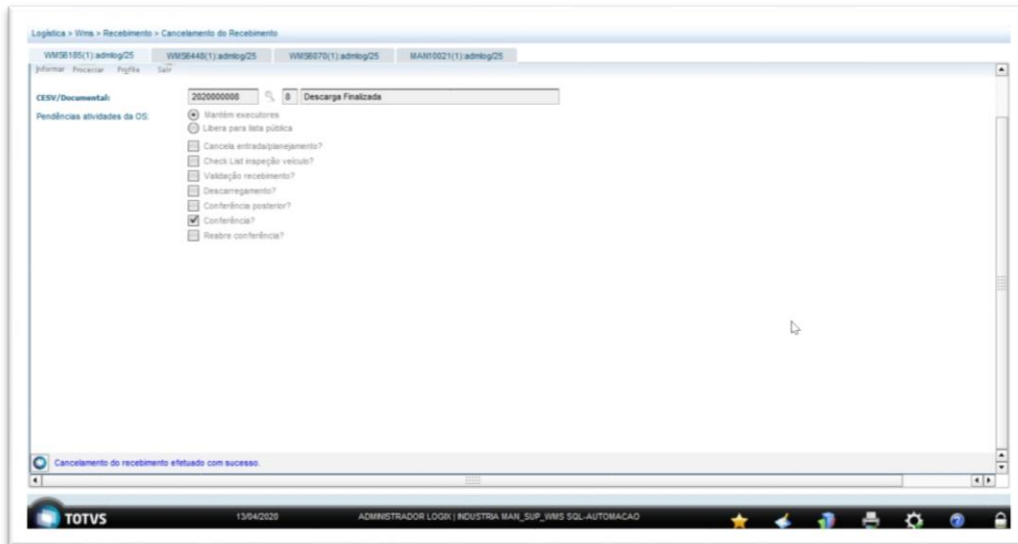 Logística > Wms > Recebimento > Cancelamento do Recebimento
WMS6185(1):admlog/25 WMS6448(1):admlog/25 WMS6070(1):admlog/25 MAN10021(1):admlog/25
Informar Processar Profile Sair
CESV/Documental: 2020000008 8 Descarga Finalizada
Pendências atividades da OS: Mantém executores
Libera para lista pública
Cancela entrada/planejamento?
Check List inspeção veículo?
Validação recebimento?
Descarregamento?
Conferência posterior?
Conferência?
Reabre conferência?
Cancelamento do recebimento efetuado com sucesso.
TOTVS 13/04/2020 ADMINISTRADOR LOGIX | INDUSTRIA MAN_SUP_WMS SQL-AUTOMACAO